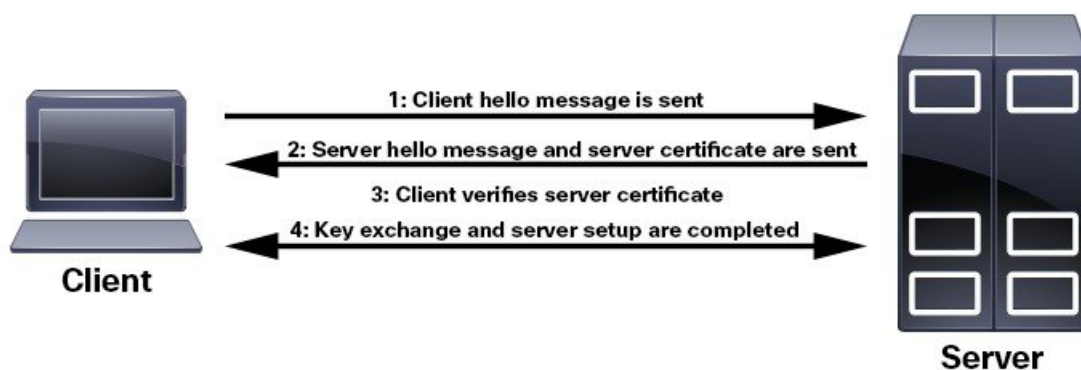 1: Client hello message is sent
2: Server hello message and server certificate are sent
3: Client verifies server certificate
4: Key exchange and server setup are completed
Client
Server